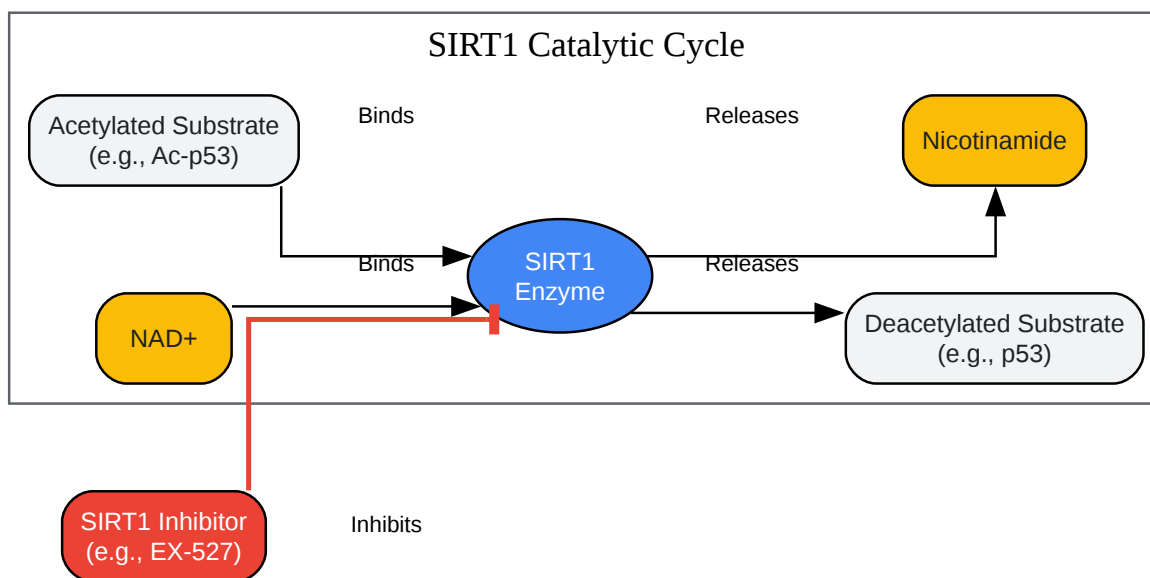 SIRT1 Catalytic Cycle
Acetylated Substrate
(e.g., Ac-p53)
Binds
Releases
Nicotinamide
Binds
SIRT1
Enzyme
Releases
NAD+
Deacetylated Substrate
(e.g., p53)
SIRT1 Inhibitor
(e.g., EX-527)
Inhibits